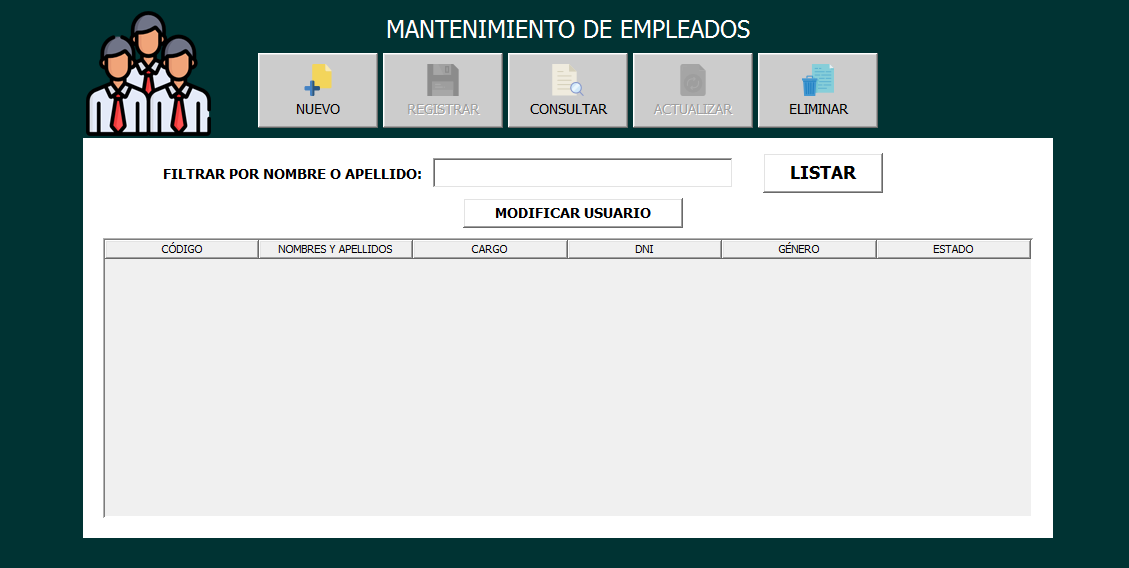 MANTENIMIENTO DE EMPLEADOS
NUEVO REGISTRAR CONSULTAR ACTUALIZAR ELIMINAR
FILTRAR POR NOMBRE O APELLIDO: LISTAR
MODIFICAR USUARIO
CÓDIGO NOMBRES Y APELLIDOS CARGO DNI GÉNERO ESTADO